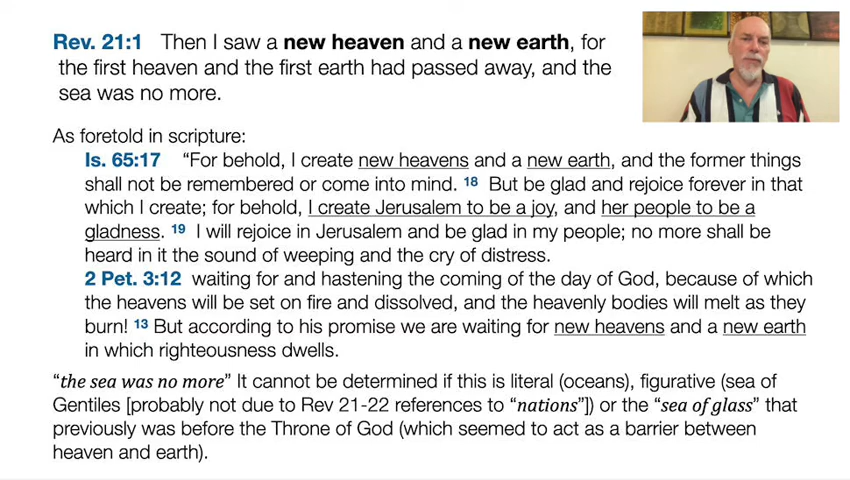 Rev. 21:1 Then I saw a new heaven and a new earth, for
the first heaven and the first earth had passed away, and the
sea was no more.
As foretold in scripture:
Is. 65:17 “For behold, I create new heavens and a new earth, and the former things
shall not be remembered or come into mind. 18 But be glad and rejoice forever in that
which I create; for behold, I create Jerusalem to be a joy, and her people to be a
gladness. 19 I will rejoice in Jerusalem and be glad in my people; no more shall be
heard in it the sound of weeping and the cry of distress.
2 Pet. 3:12 waiting for and hastening the coming of the day of God, because of which
the heavens will be set on fire and dissolved, and the heavenly bodies will melt as they
burn! 13 But according to his promise we are waiting for new heavens and a new earth
in which righteousness dwells.
“the sea was no more” It cannot be determined if this is literal (oceans), figurative (sea of
Gentiles [probably not due to Rev 21-22 references to “nations”]) or the “sea of glass” that
previously was before the Throne of God (which seemed to act as a barrier between
heaven and earth).